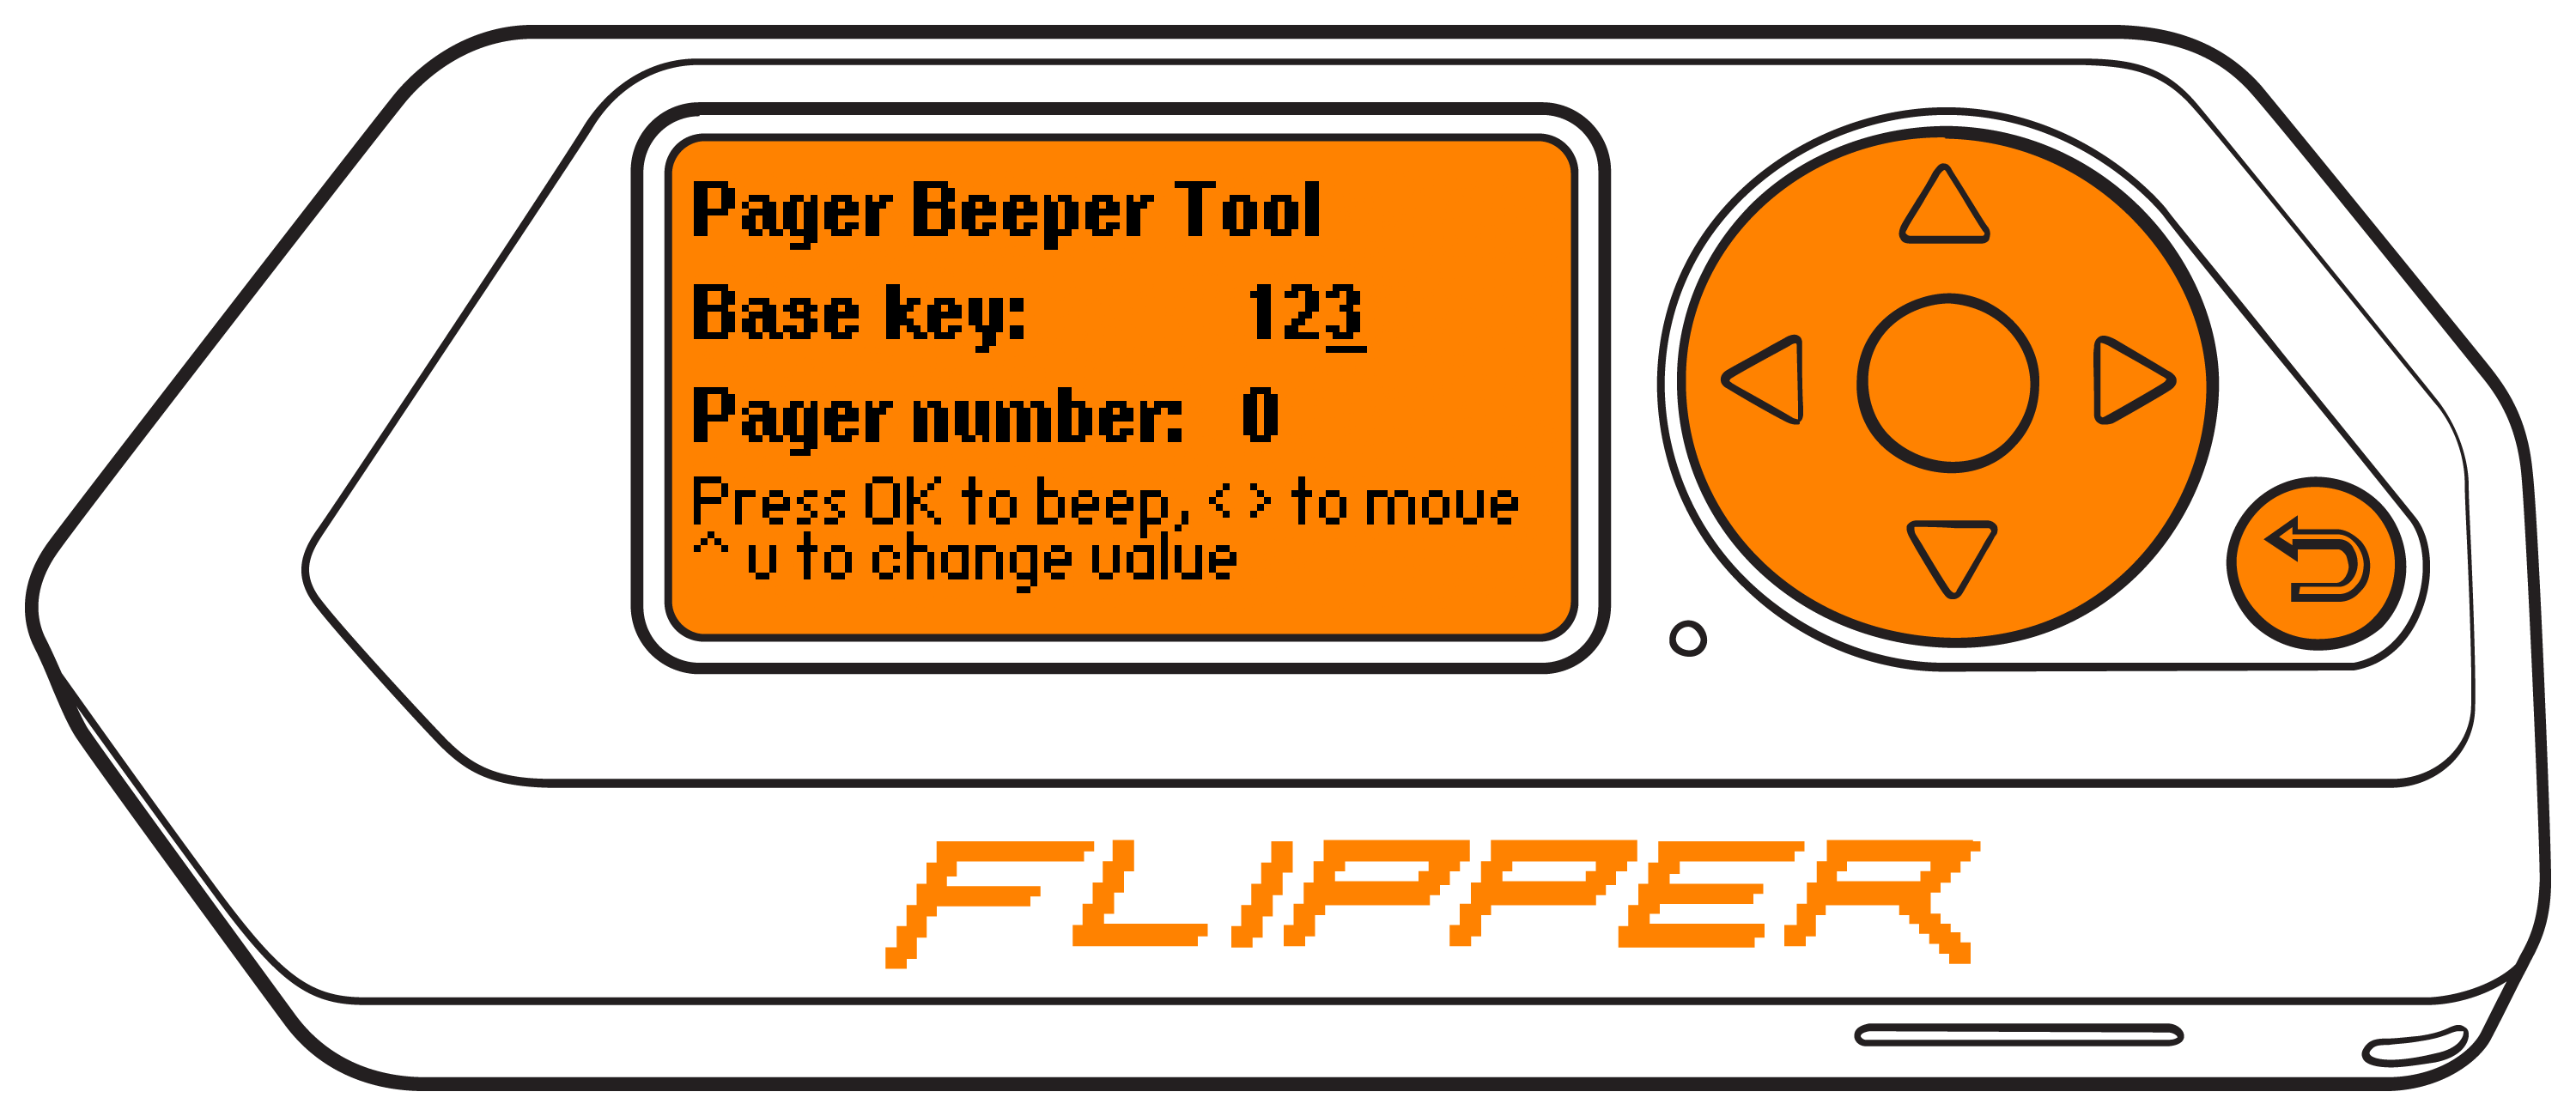 Pager Beeper Tool
Base key: 123
Pager number: 0
Press OK to beep, < > to move
^ v to change value
FLIPPER